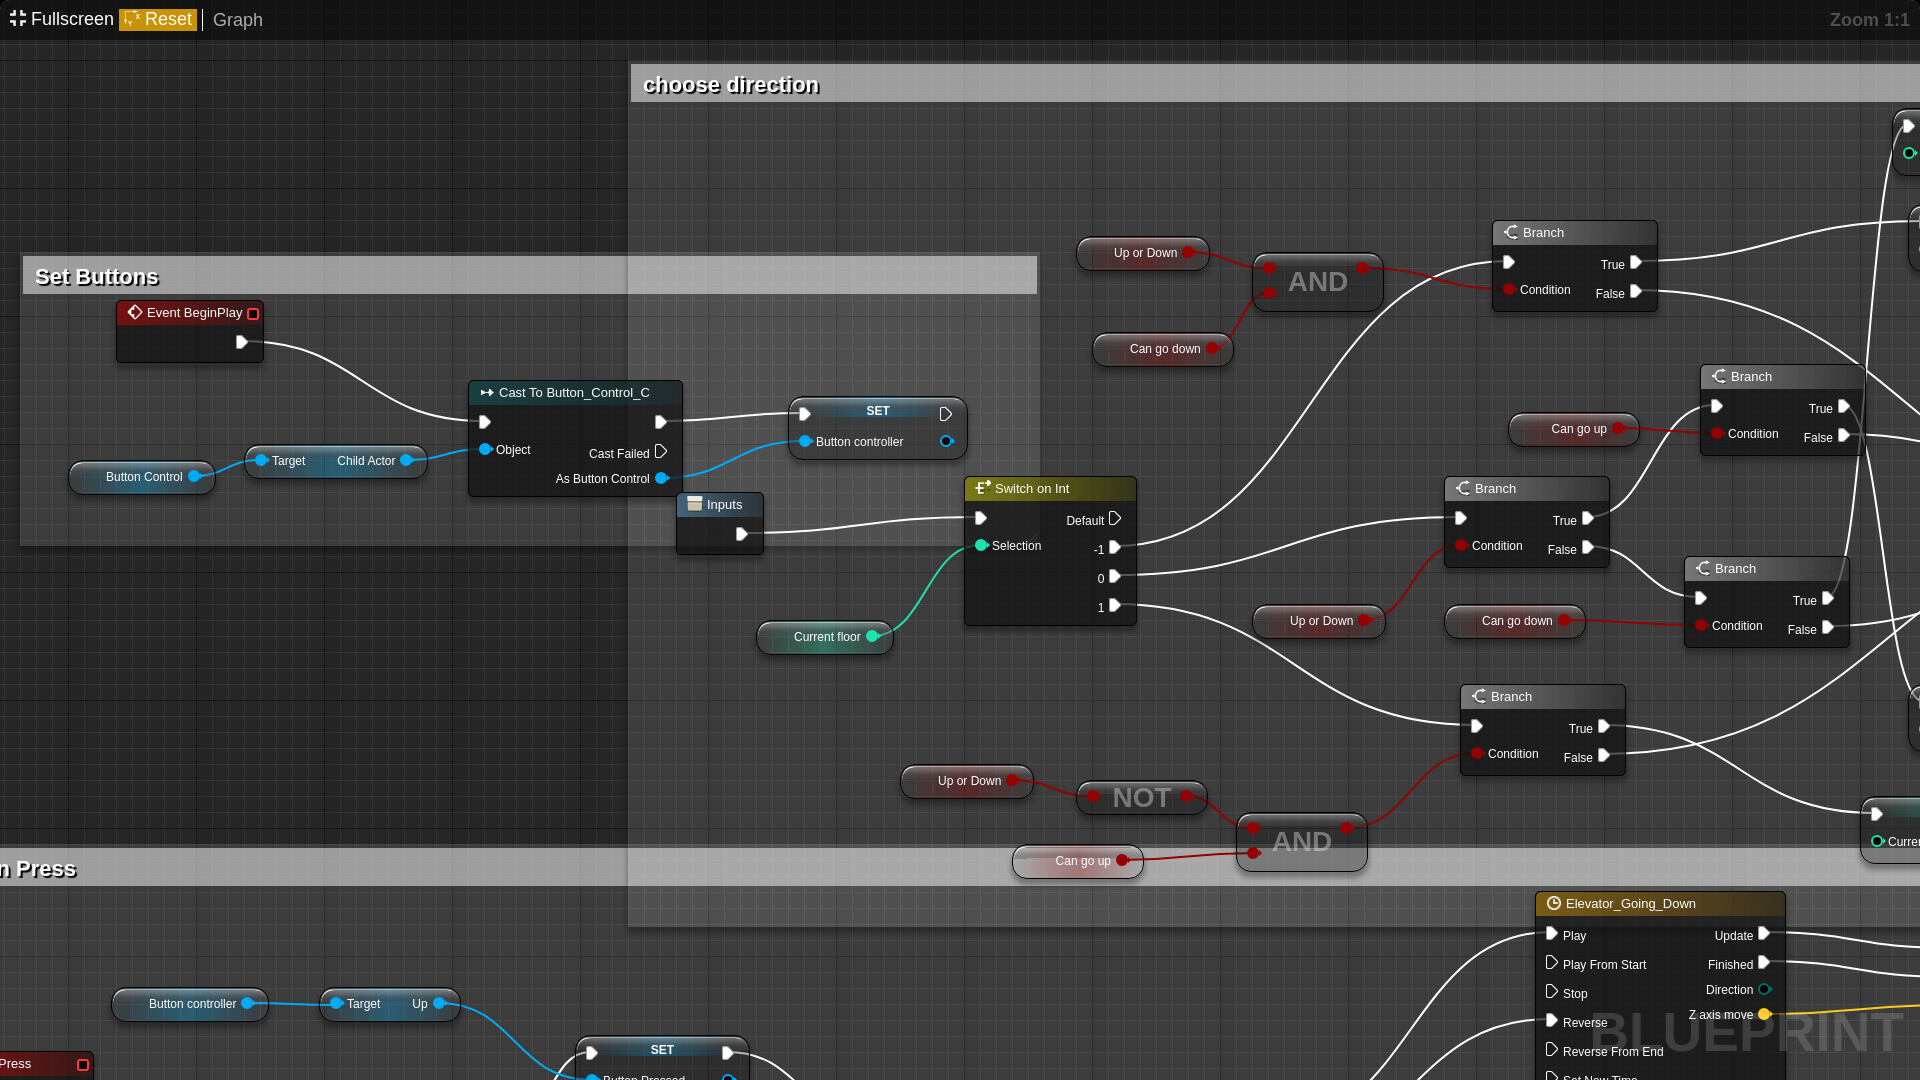 Fullscreen Reset Graph Zoom 1:1
choose direction
Set Buttons
Event BeginPlay
Cast To Button_Control_C
Object
Cast Failed
As Button Control
Button Control
Target Child Actor
SET
Button controller
Inputs
Switch on Int
Default
Selection
-1
0
1
Current floor
Up or Down
AND
Can go down
Branch
True
Condition
False
Branch
True
Condition
False
Can go up
Branch
True
Condition
False
Up or Down
Can go down
Branch
True
Condition
False
Branch
True
Condition
False
Up or Down
NOT
AND
Can go up
Curren
n Press
Elevator_Going_Down
Play Update
Play From Start Finished
Stop Direction
Reverse Z axis move
Reverse From End
Set New Time
BLUEPRINT
Button controller
Target Up
SET
Button Pressed
Press